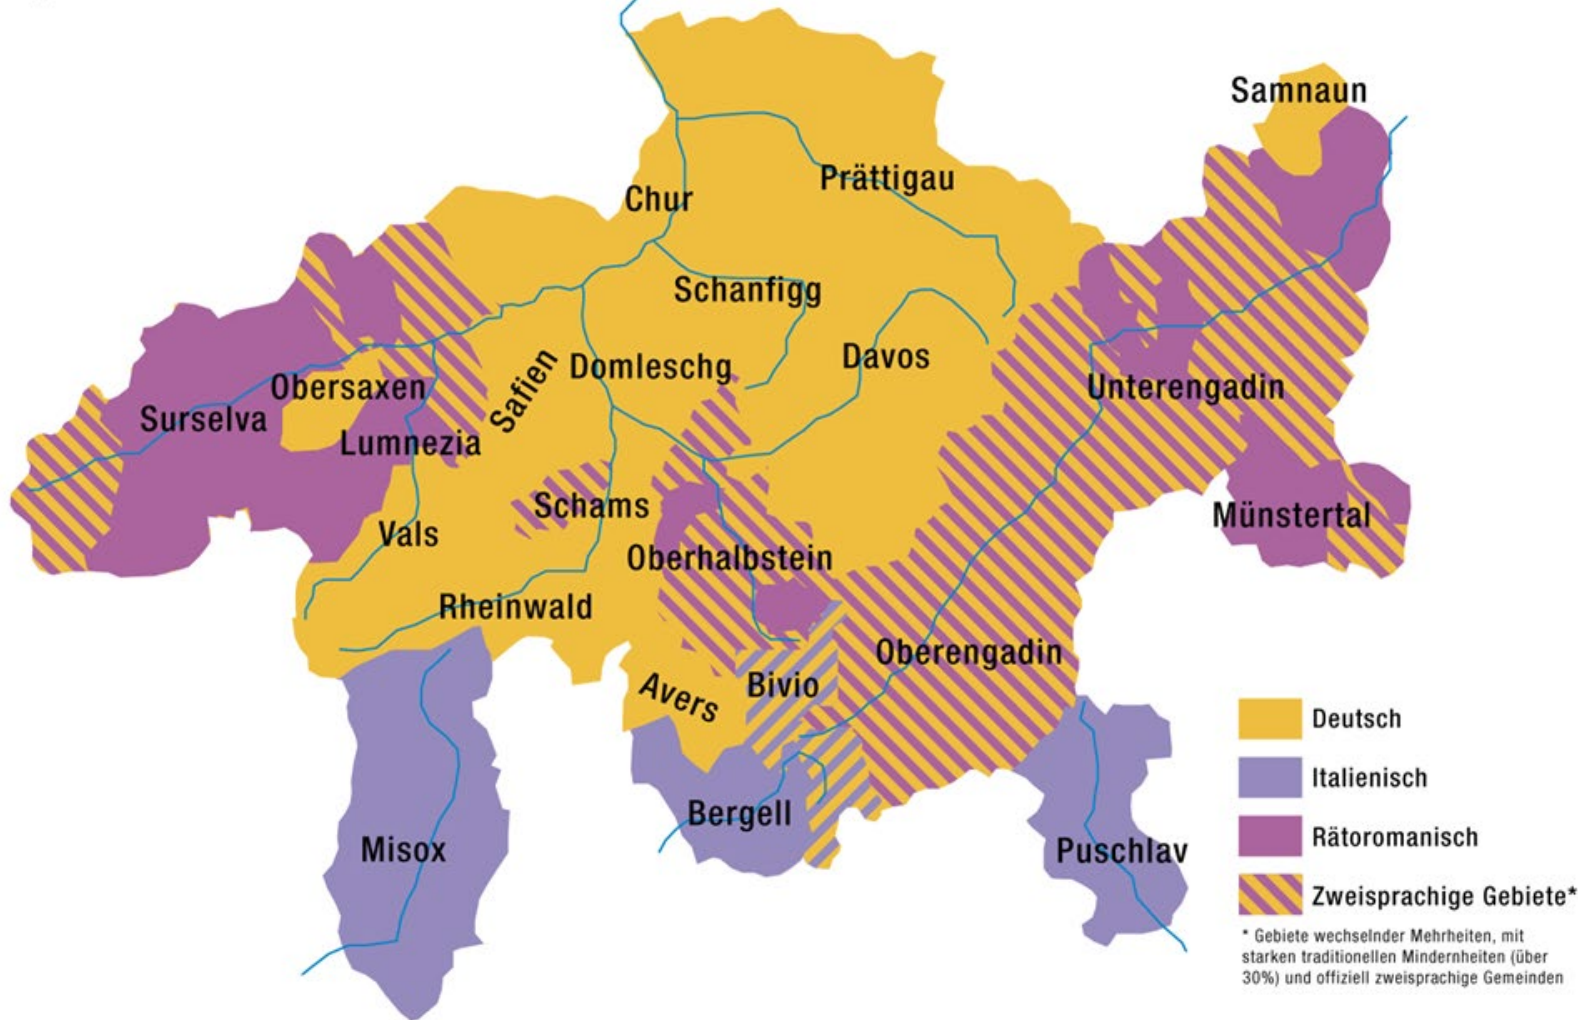 Samnaun
Prättigau
Chur
Schanfigg
Davos
Domleschg
Safien
Obersaxen
Surselva
Lumnezia
Unterengadin
Schams
Münstertal
Vals
Oberhalbstein
Rheinwald
Oberengadin
Avers
Bivio
Bergell
Misox
Puschlav
Deutsch
Italienisch
Rätoromanisch
Zweisprachige Gebiete*
* Gebiete wechselnder Mehrheiten, mit
starken traditionellen Mindernheiten (über
30%) und offiziell zweisprachige Gemeinden